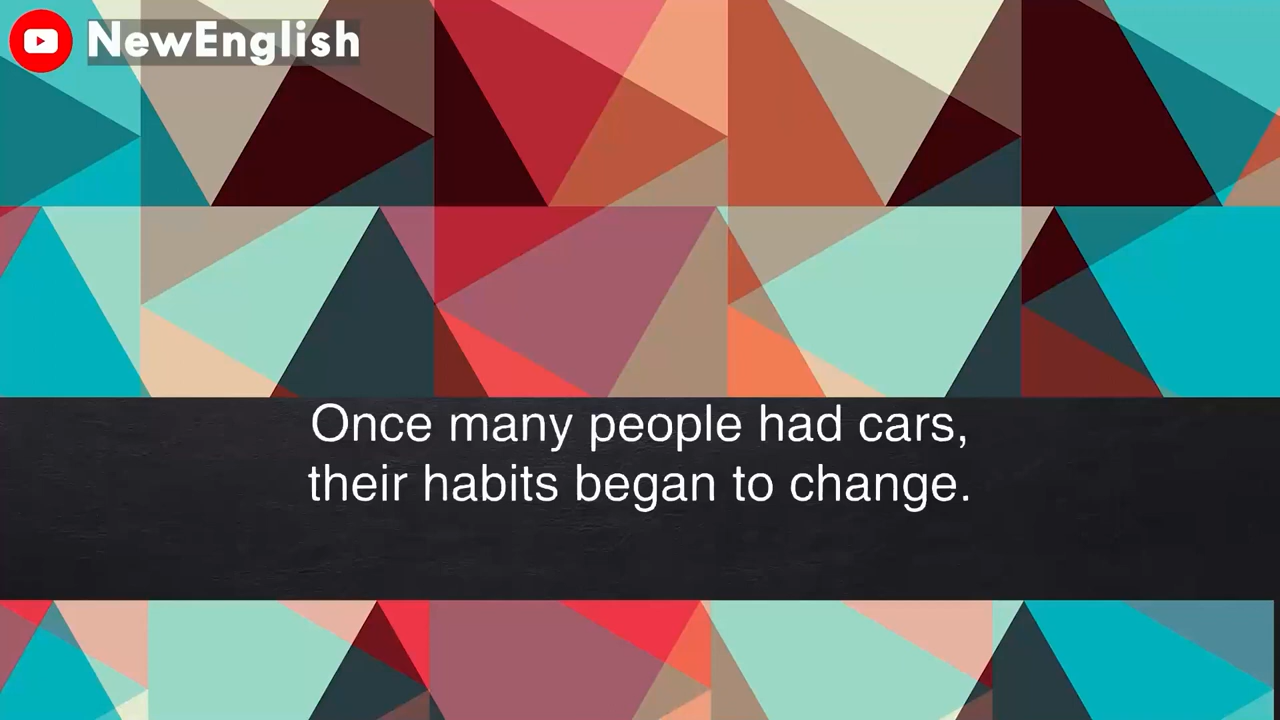 NewEnglish
Once many people had cars,
their habits began to change.